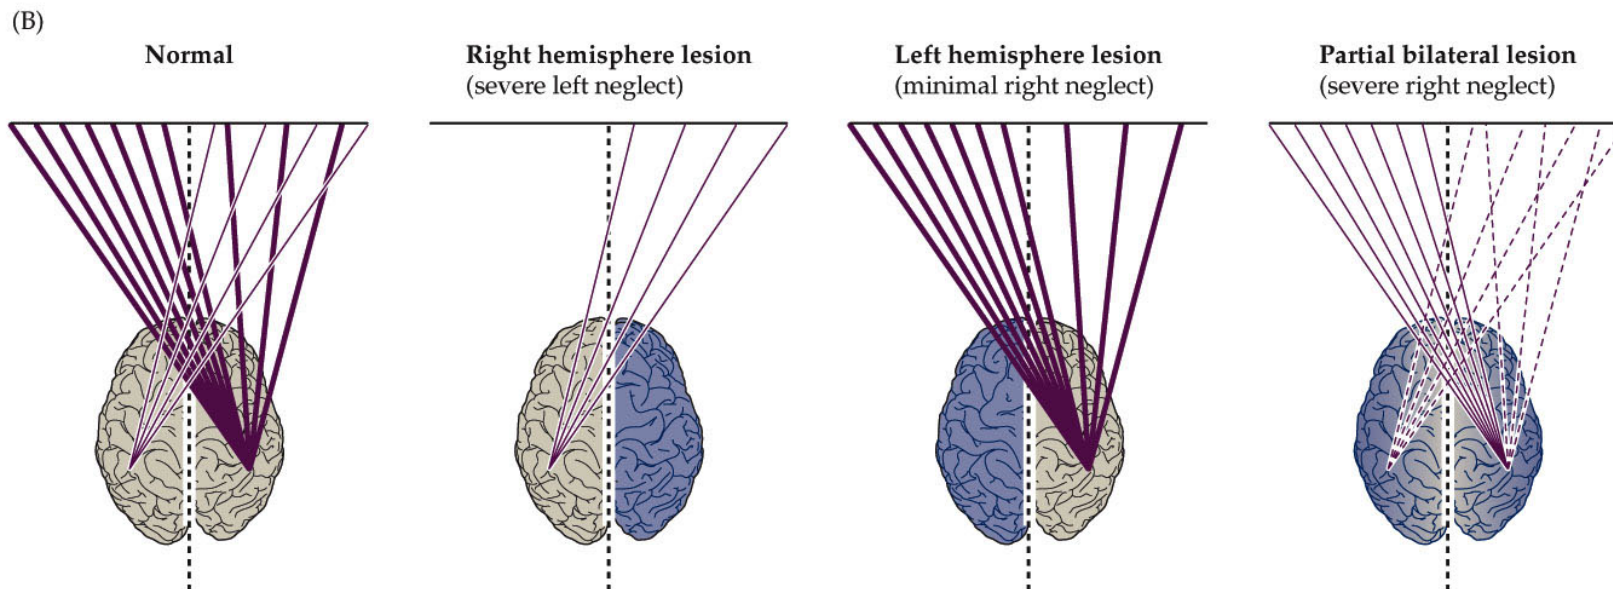 (B)
Normal
Right hemisphere lesion
(severe left neglect)
Left hemisphere lesion
(minimal right neglect)
Partial bilateral lesion
(severe right neglect)